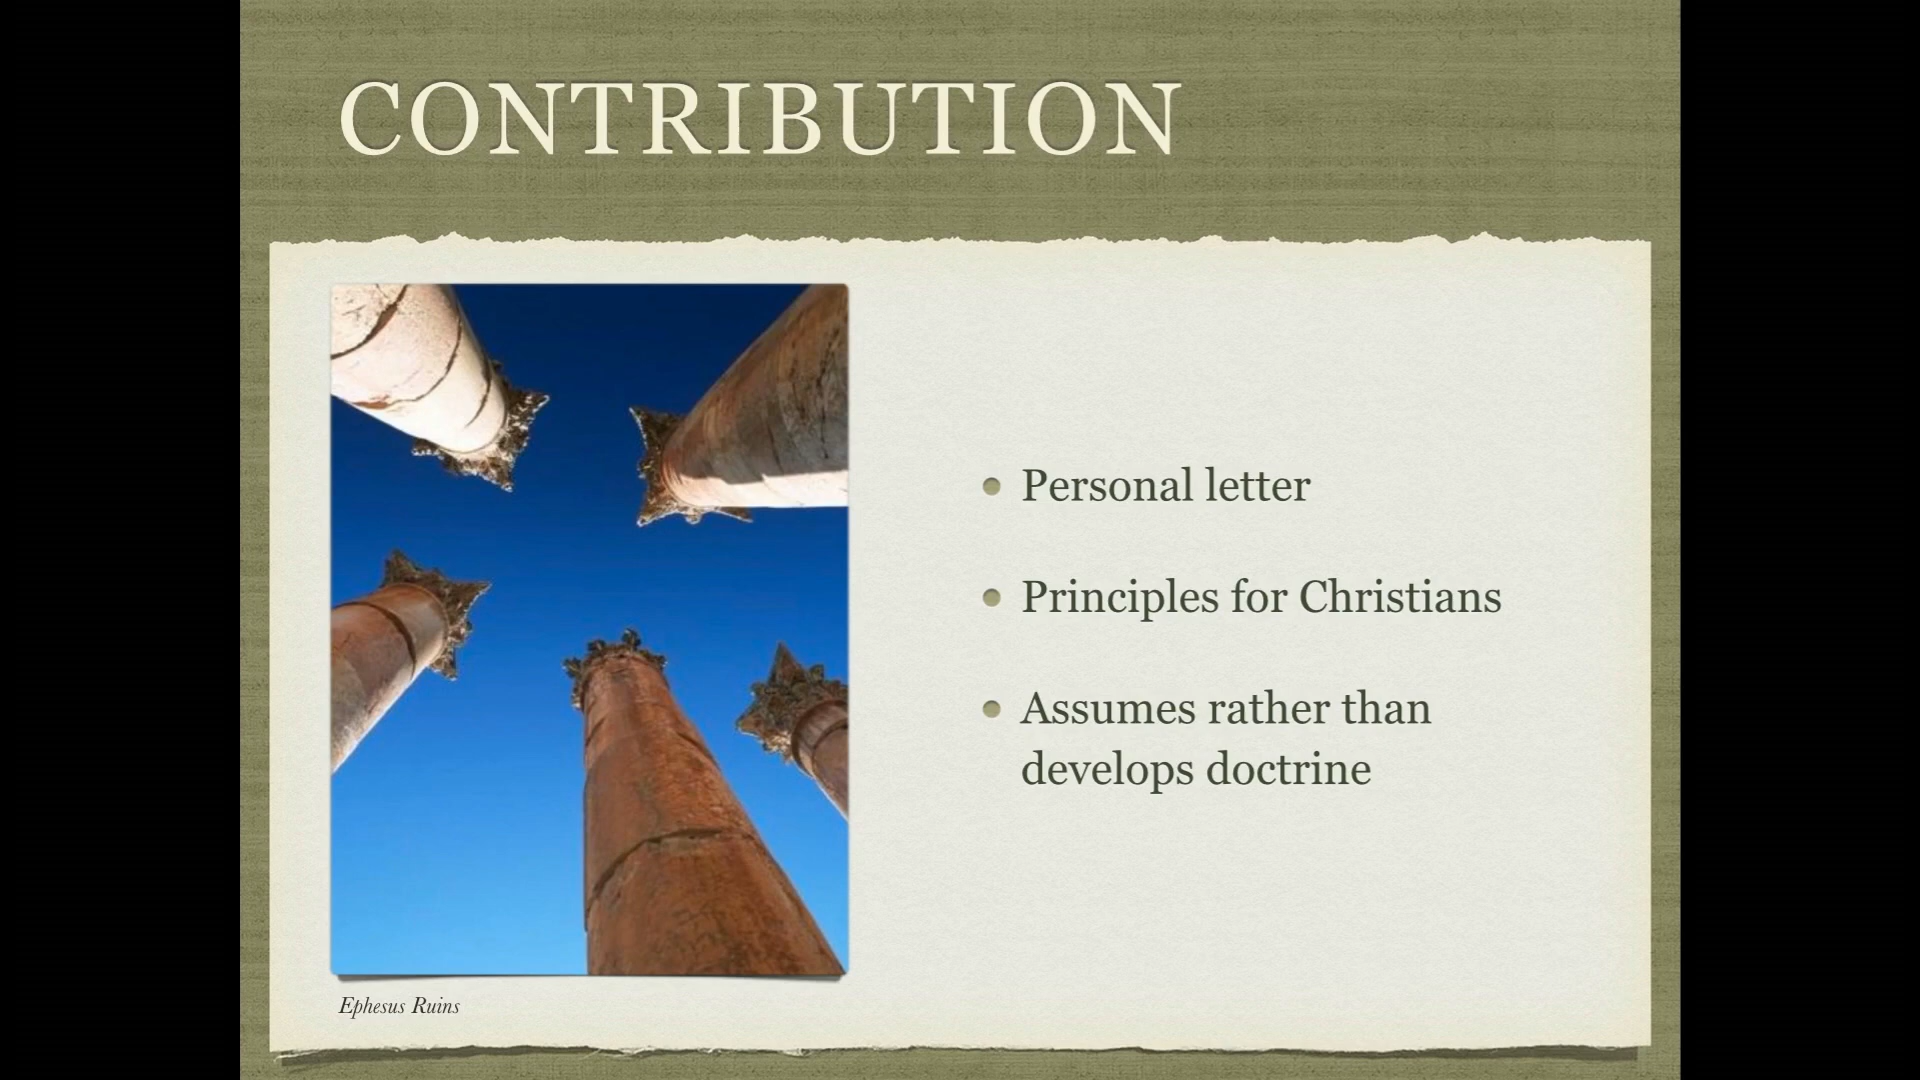 CONTRIBUTION
Personal letter
Principles for Christians
Assumes rather than
develops doctrine
Ephesus Ruins